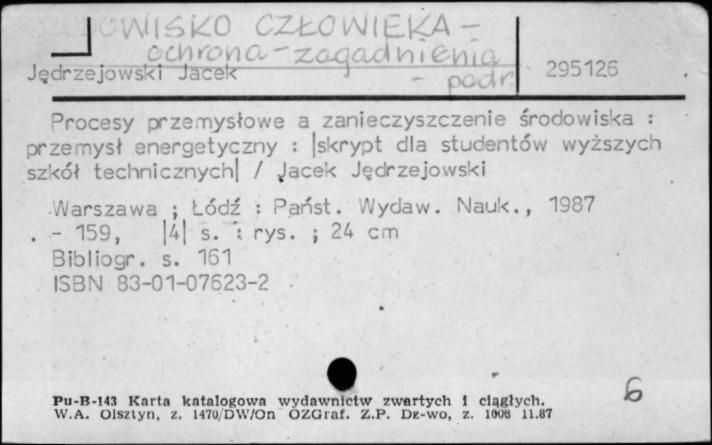 ŚRODOWISKO CZŁOWIEKA -
ochrona - zagadnienia
- podr.
Jędrzejowski Jacek
295126
Procesy przemysłowe a zanieczyszczenie środowiska :
przemysł energetyczny : |skrypt dla studentów wyższych
szkół technicznych| / Jacek Jędrzejowski
Warszawa ; Łódź : Państ. Wydaw. Nauk., 1987
. - 159, |4| s. : rys. ; 24 cm
Bibliogr. s. 161
ISBN 83-01-07623-2
6
Pu-B-143 Karta katalogowa wydawnictw zwartych i ciągłych.
W.A. Olsztyn, z. 1470/DW/On OZGraf. Z.P. Dz-wo, z. 1008 11.87